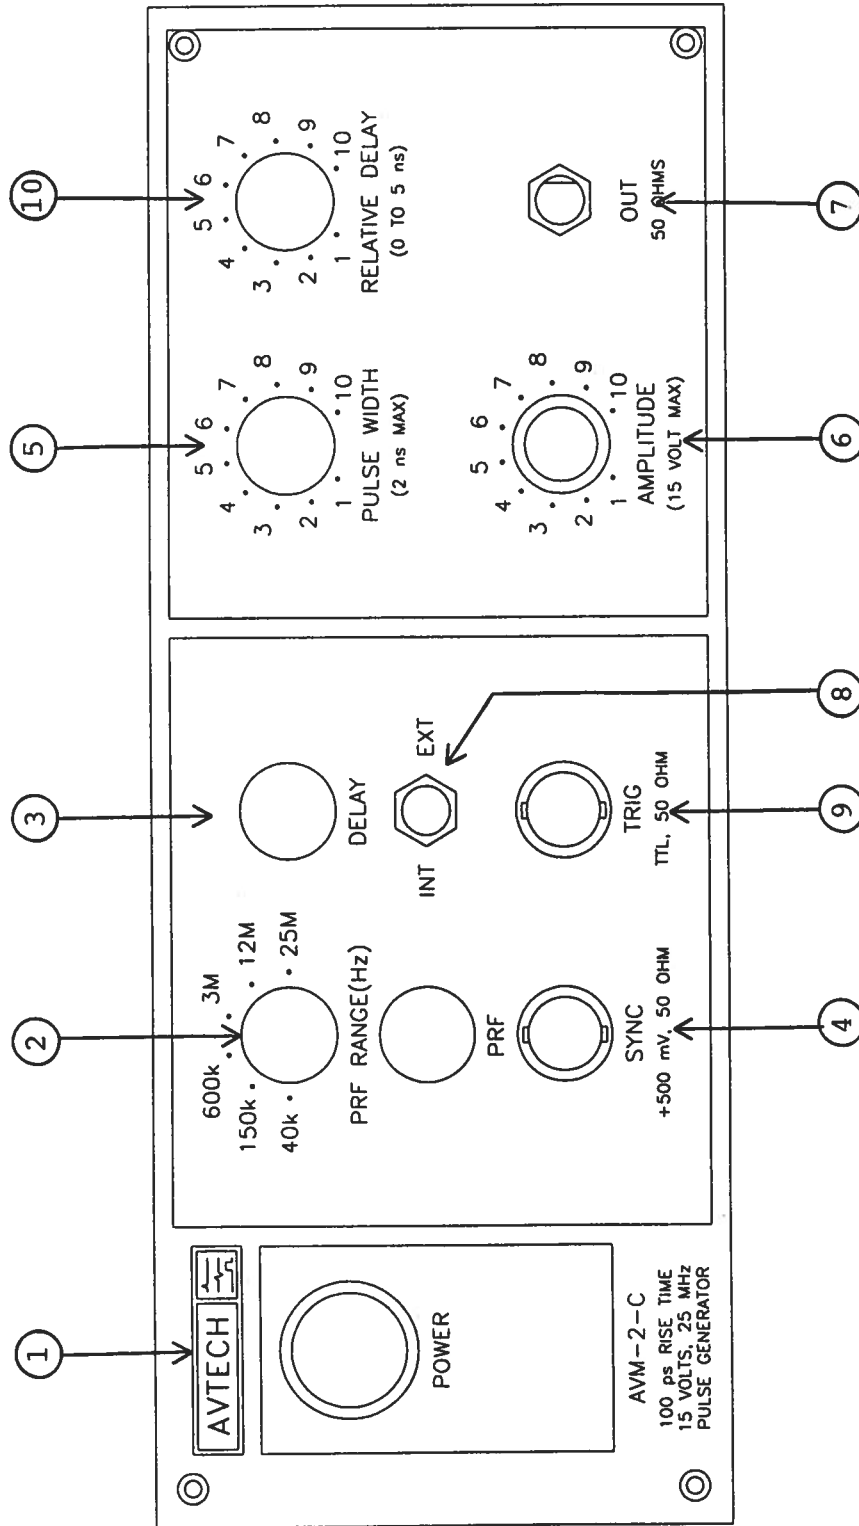 1
2
3
5
10
AVTECH
POWER
AVM-2-C
100 ps RISE TIME
15 VOLTS, 25 MHz
PULSE GENERATOR
40k
150k
600k
3M
12M
25M
PRF RANGE(Hz)
PRF
SYNC
+500 mV, 50 OHM
DELAY
INT
EXT
TRIG
TTL, 50 OHM
1
2
3
4
5
6
7
8
9
10
PULSE WIDTH
(2 ns MAX)
1
2
3
4
5
6
7
8
9
10
RELATIVE DELAY
(0 TO 5 ns)
1
2
3
4
5
6
7
8
9
10
AMPLITUDE
(15 VOLT MAX)
OUT
50 OHMS
4
9
8
6
7